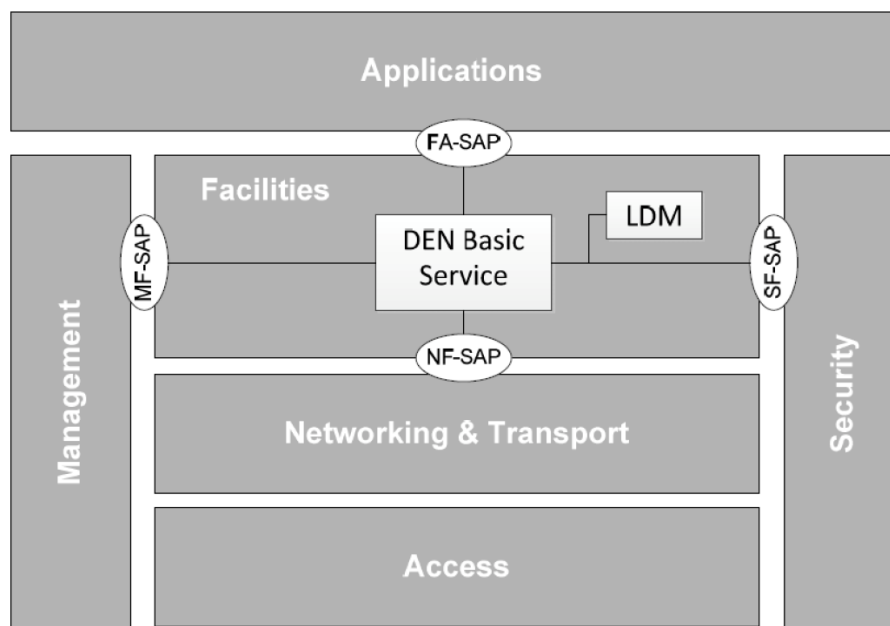 Applications
FA-SAP
Facilities
LDM
DEN Basic
Service
MF-SAP
SF-SAP
NF-SAP
Management
Security
Networking & Transport
Access